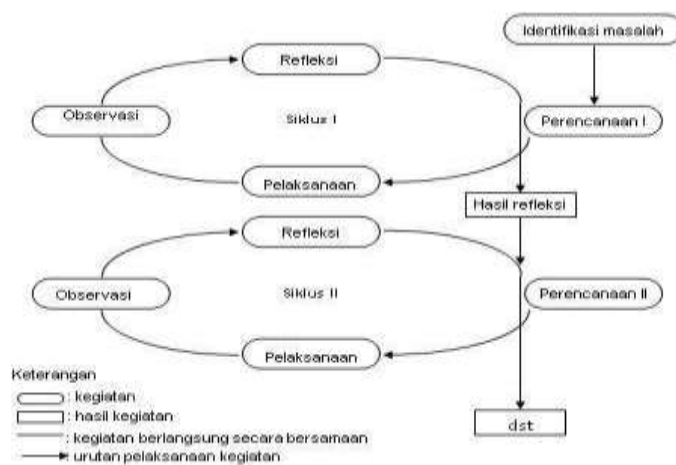 Identifikasi masalah
Refleksi
Observasi
Siklus I
Perencanaan I
Pelaksanaan
Hasil refleksi
Refleksi
Observasi
Siklus II
Perencanaan II
Pelaksanaan
Keterangan
: kegiatan
: hasil kegiatan
: kegiatan berlangsung secara bersamaan
: urutan pelaksanaan kegiatan
dst